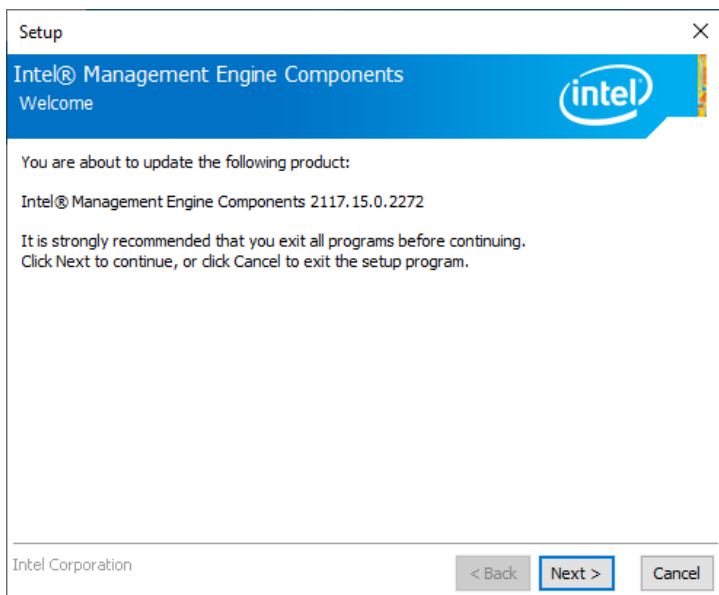 Setup
Intel® Management Engine Components
Welcome
intel
You are about to update the following product:
Intel® Management Engine Components 2117.15.0.2272
It is strongly recommended that you exit all programs before continuing.
Click Next to continue, or click Cancel to exit the setup program.
Intel Corporation
< Back Next > Cancel